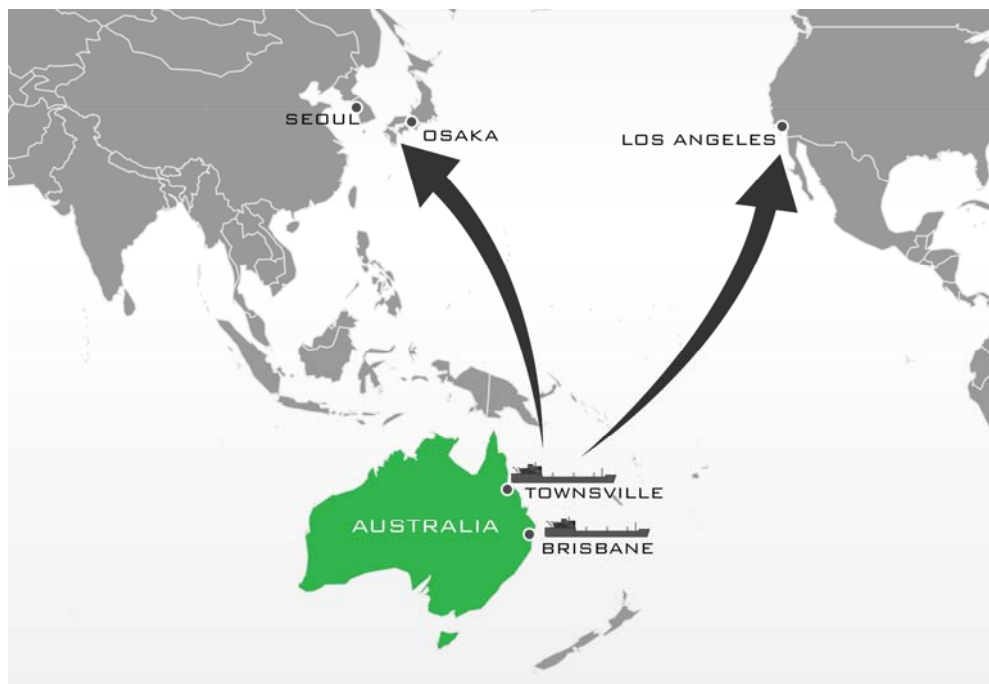 SEOUL
OSAKA
LOS ANGELES
TOWNSVILLE
AUSTRALIA
BRISBANE